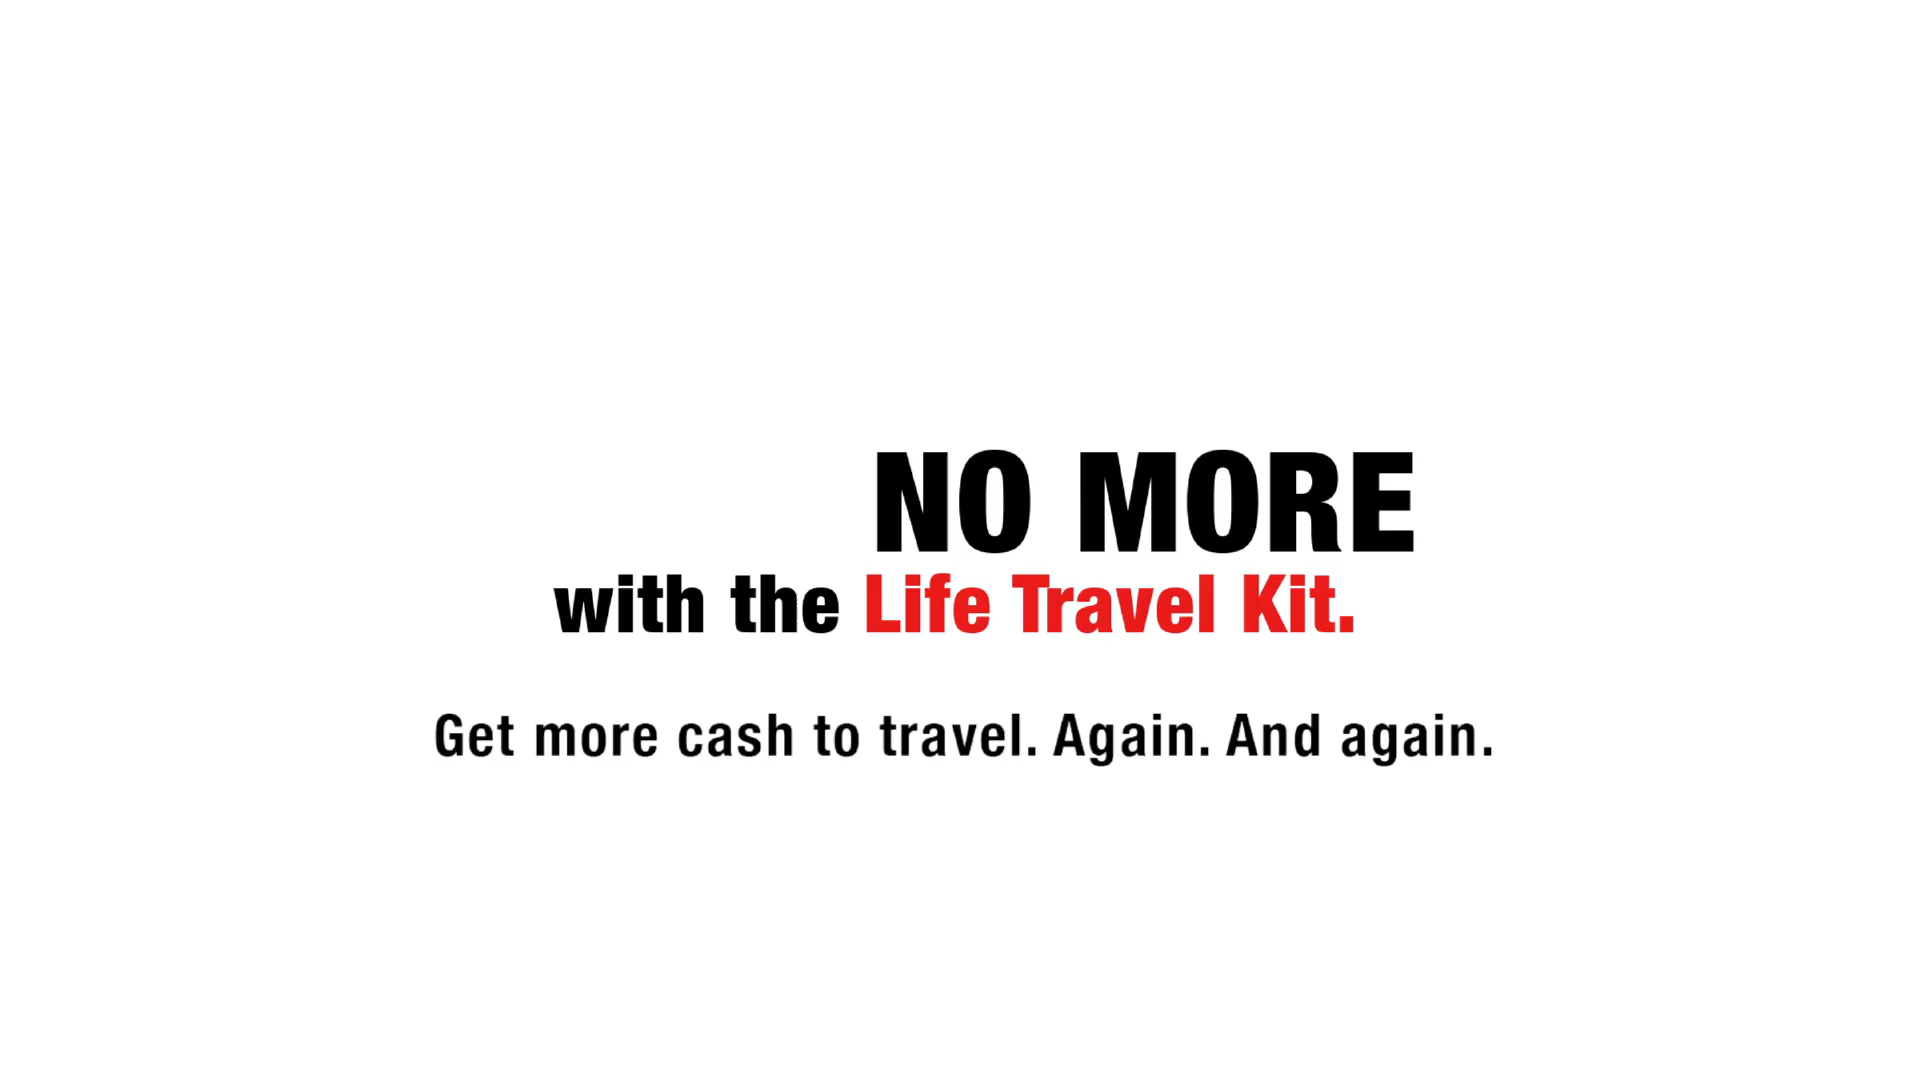 NO MORE
with the Life Travel Kit.
Get more cash to travel. Again. And again.